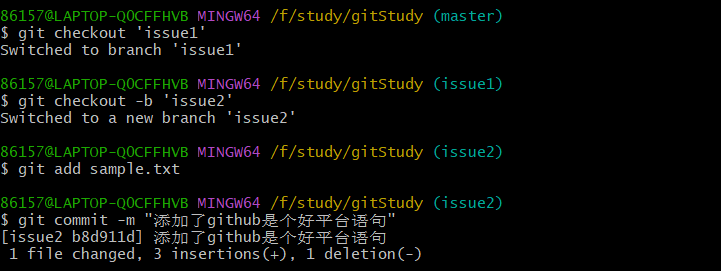 86157@LAPTOP-Q0CFFHVB MINGW64 /f/study/gitStudy (master)
$ git checkout 'issue1'
Switched to branch 'issue1'
86157@LAPTOP-Q0CFFHVB MINGW64 /f/study/gitStudy (issue1)
$ git checkout -b 'issue2'
Switched to a new branch 'issue2'
86157@LAPTOP-Q0CFFHVB MINGW64 /f/study/gitStudy (issue2)
$ git add sample.txt
86157@LAPTOP-Q0CFFHVB MINGW64 /f/study/gitStudy (issue2)
$ git commit -m "添加了github是个好平台语句"
[issue2 b8d911d] 添加了github是个好平台语句
 1 file changed, 3 insertions(+), 1 deletion(-)